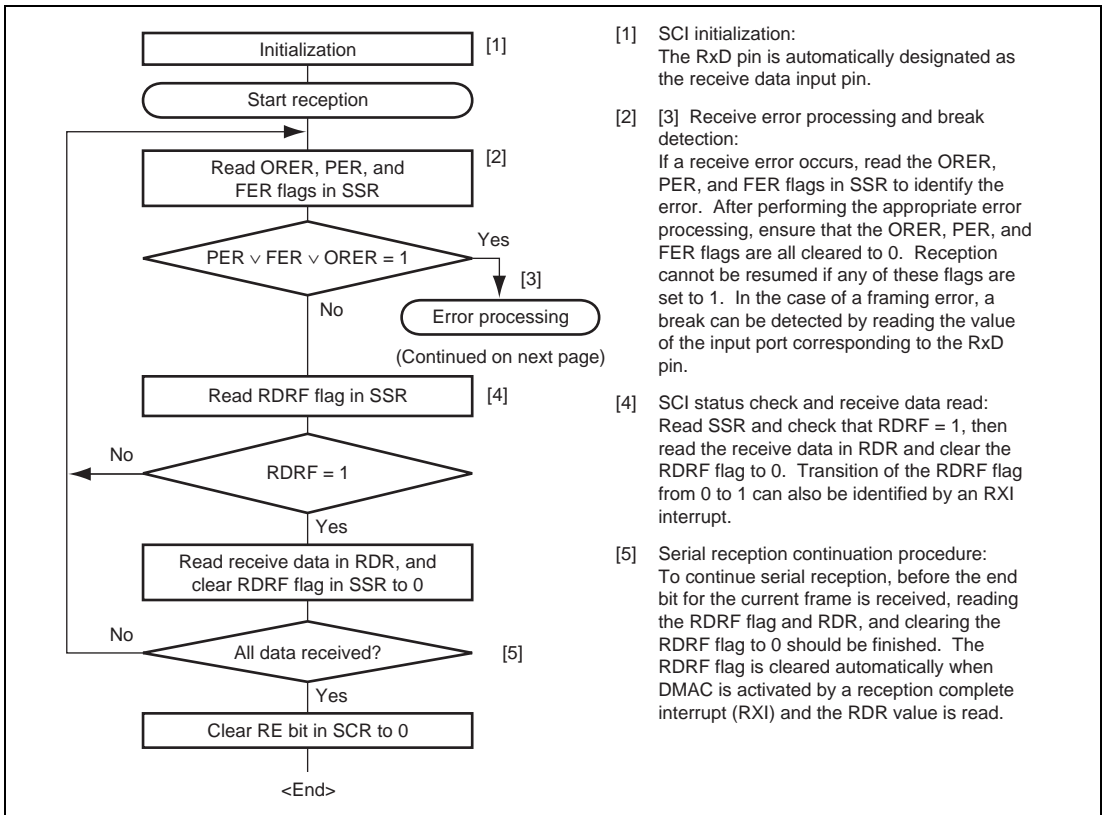 Initialization
[1]
Start reception
Read ORER, PER, and
FER flags in SSR
[2]
PER ∨ FER ∨ ORER = 1
Yes
[3]
No
Error processing
(Continued on next page)
Read RDRF flag in SSR
[4]
No
RDRF = 1
Yes
Read receive data in RDR, and
clear RDRF flag in SSR to 0
No
All data received?
[5]
Yes
Clear RE bit in SCR to 0
<End>
[1] SCI initialization:
The RxD pin is automatically designated as
the receive data input pin.
[2] [3] Receive error processing and break
detection:
If a receive error occurs, read the ORER,
PER, and FER flags in SSR to identify the
error. After performing the appropriate error
processing, ensure that the ORER, PER, and
FER flags are all cleared to 0. Reception
cannot be resumed if any of these flags are
set to 1. In the case of a framing error, a
break can be detected by reading the value
of the input port corresponding to the RxD
pin.
[4] SCI status check and receive data read:
Read SSR and check that RDRF = 1, then
read the receive data in RDR and clear the
RDRF flag to 0. Transition of the RDRF flag
from 0 to 1 can also be identified by an RXI
interrupt.
[5] Serial reception continuation procedure:
To continue serial reception, before the end
bit for the current frame is received, reading
the RDRF flag and RDR, and clearing the
RDRF flag to 0 should be finished. The
RDRF flag is cleared automatically when
DMAC is activated by a reception complete
interrupt (RXI) and the RDR value is read.